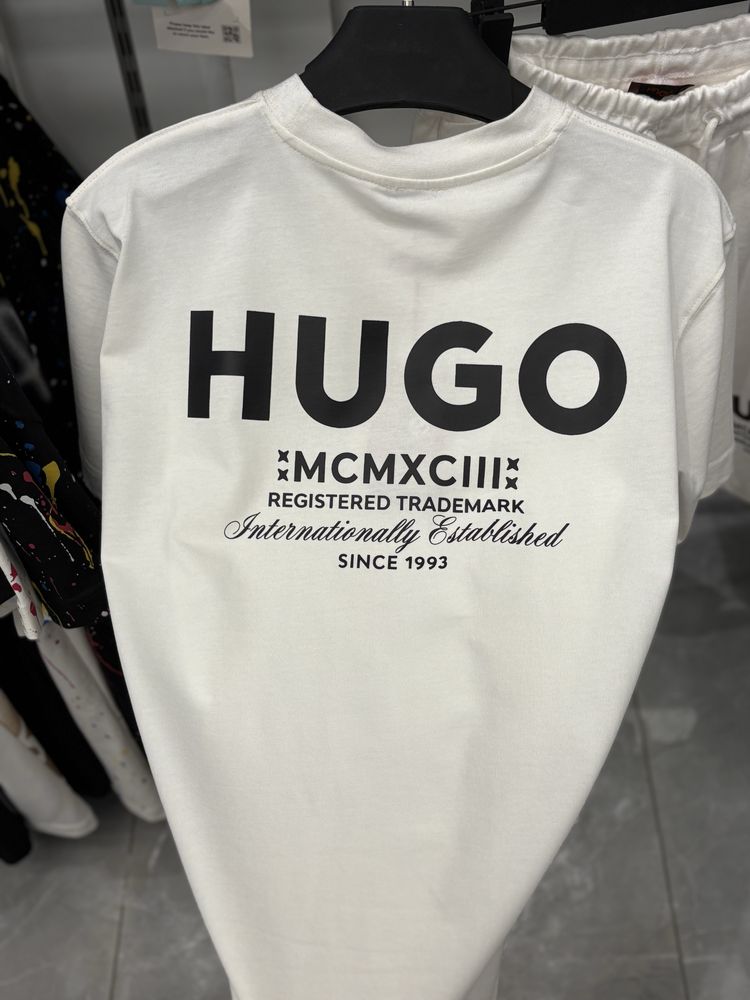 HUGO
MCMXCIII
REGISTERED TRADEMARK
Internationally Established
SINCE 1993